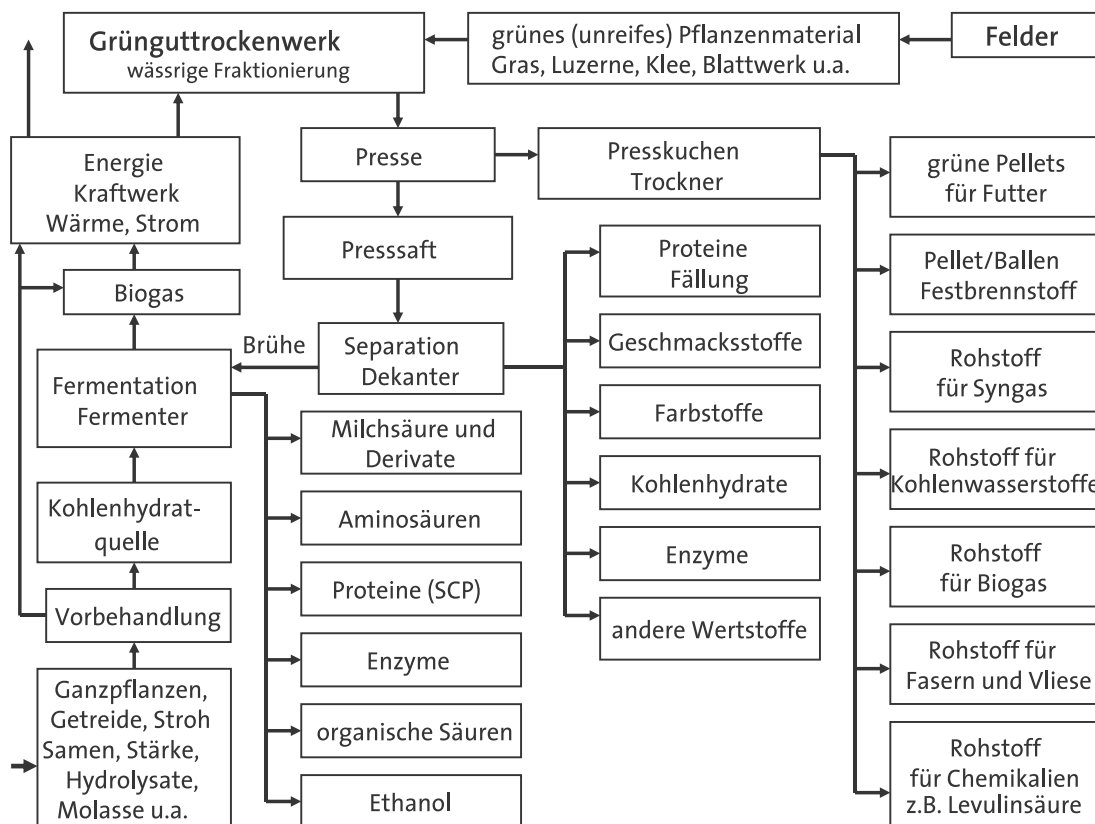 Grünguttrockenwerk
wässrige Fraktionierung
grünes (unreifes) Pflanzenmaterial
Gras, Luzerne, Klee, Blattwerk u.a.
Felder
Energie
Kraftwerk
Wärme, Strom
Presse
Presskuchen
Trockner
grüne Pellets
für Futter
Presssaft
Biogas
Proteine
Fällung
Pellet/Ballen
Festbrennstoff
Brühe
Separation
Dekanter
Geschmacksstoffe
Rohstoff
für Syngas
Fermentation
Fermenter
Farbstoffe
Milchsäure und
Derivate
Kohlenhydrate
Rohstoff für
Kohlenwasserstoffe
Kohlenhydrat-
quelle
Aminosäuren
Enzyme
Rohstoff
für Biogas
Vorbehandlung
Proteine (SCP)
andere Wertstoffe
Enzyme
Rohstoff für
Fasern und Vliese
Ganzpflanzen,
Getreide, Stroh
Samen, Stärke,
Hydrolysate,
Molasse u.a.
organische Säuren
Ethanol
Rohstoff
für Chemikalien
z.B. Levulinsäure